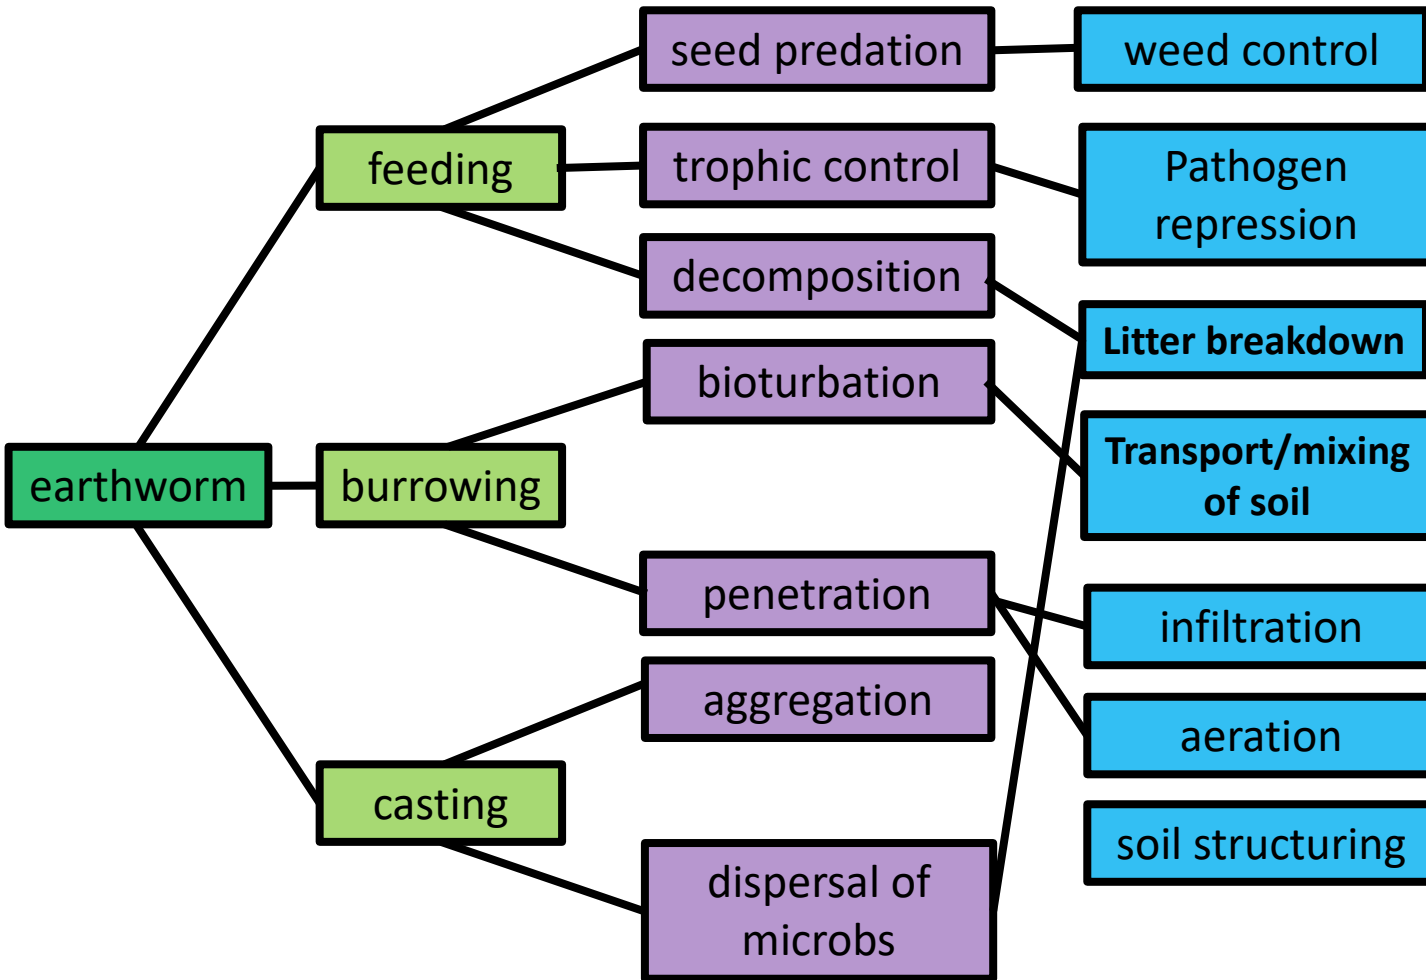 seed predation
weed control
feeding
trophic control
Pathogen
repression
decomposition
Litter breakdown
bioturbation
earthworm
burrowing
Transport/mixing
of soil
penetration
infiltration
aggregation
aeration
casting
soil structuring
dispersal of
microbs